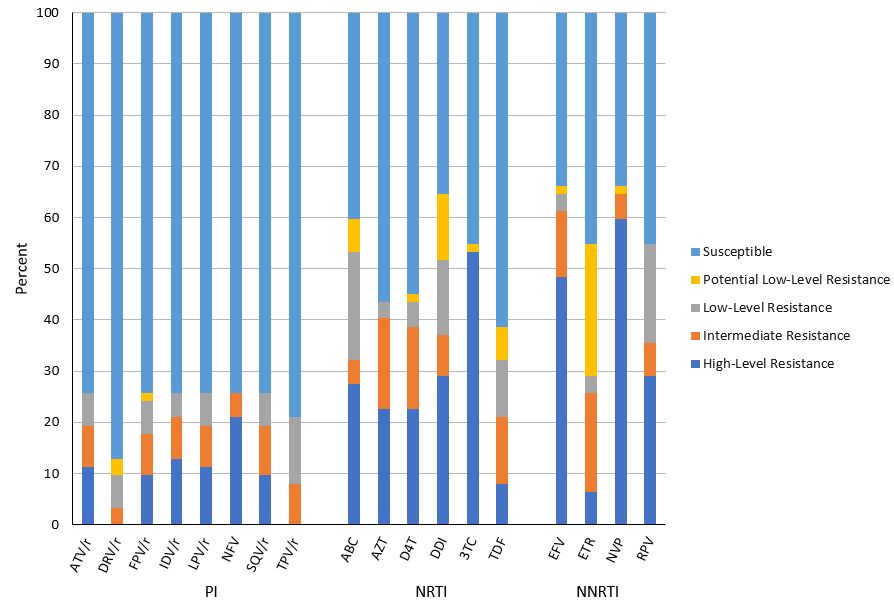 100
90
80
70
60
50
40
30
20
10
0
Percent
ATV/r DRV/r FPV/r IDV/r LPV/r NFV SQV/r TPV/r ABC AZT D4T DDI 3TC TDF EFV ETR NVP RPV
PI NRTI NNRTI
Susceptible
Potential Low-Level Resistance
Low-Level Resistance
Intermediate Resistance
High-Level Resistance